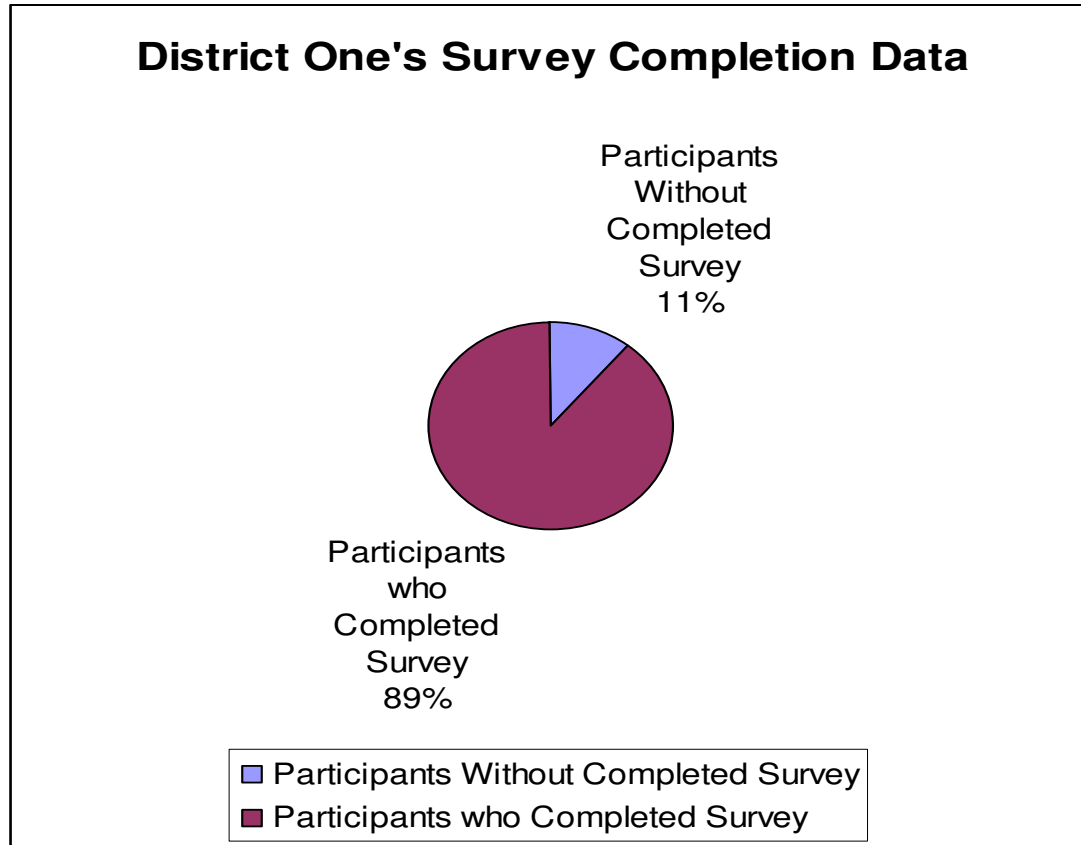 District One's Survey Completion Data
Participants
Without
Completed
Survey
11%
Participants
who
Completed
Survey
89%
Participants Without Completed Survey
Participants who Completed Survey